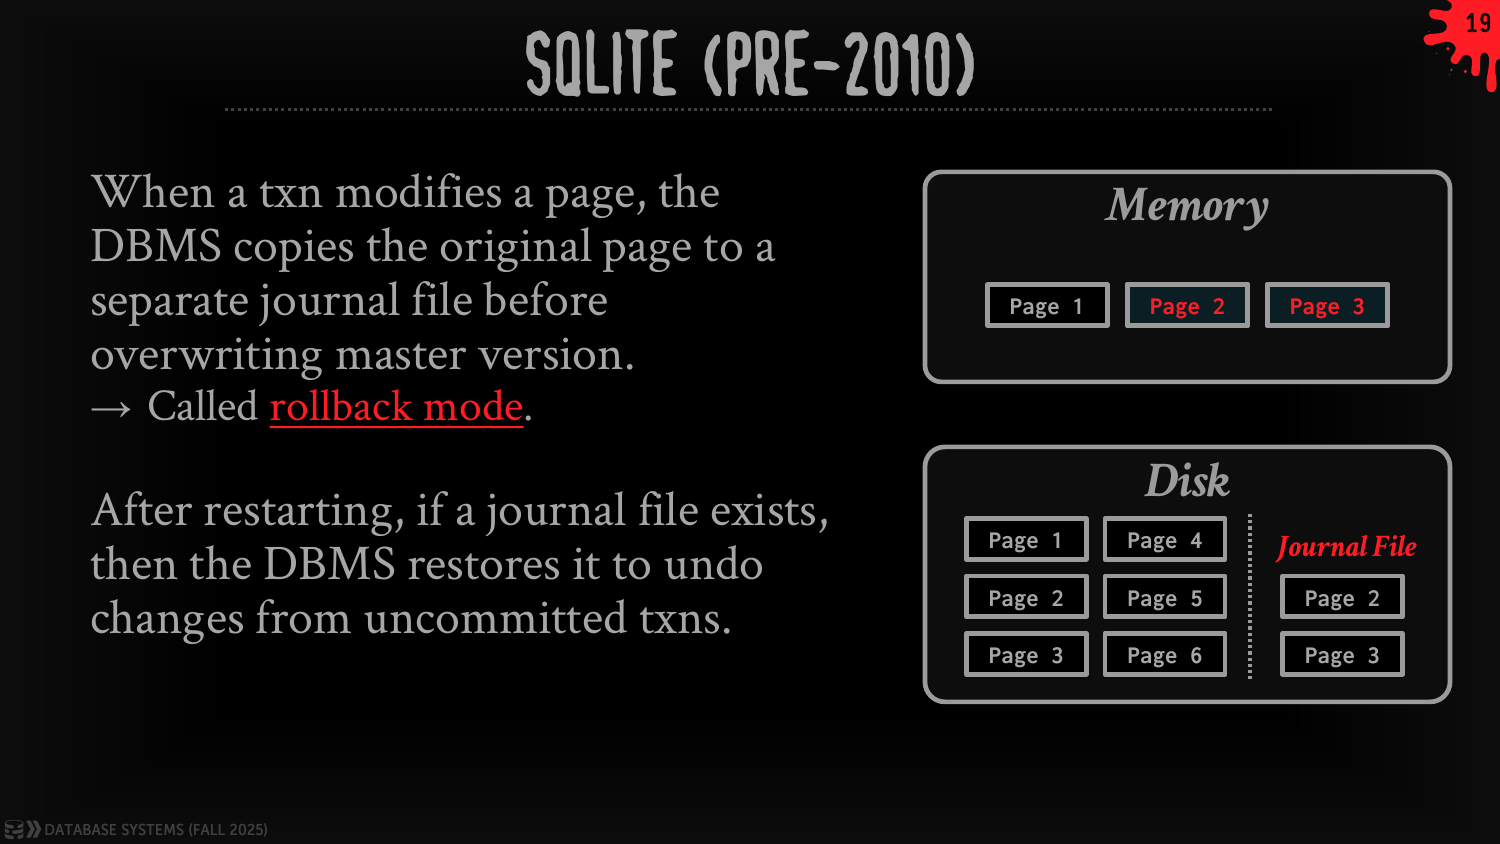 19
SQLITE (PRE-2010)
When a txn modifies a page, the
DBMS copies the original page to a
separate journal file before
overwriting master version.
→ Called rollback mode.
After restarting, if a journal file exists,
then the DBMS restores it to undo
changes from uncommitted txns.
Memory
Page 1 Page 2 Page 3
Disk
Page 1 Page 4
Page 2 Page 5
Page 3 Page 6
Journal File
Page 2
Page 3
DATABASE SYSTEMS (FALL 2025)